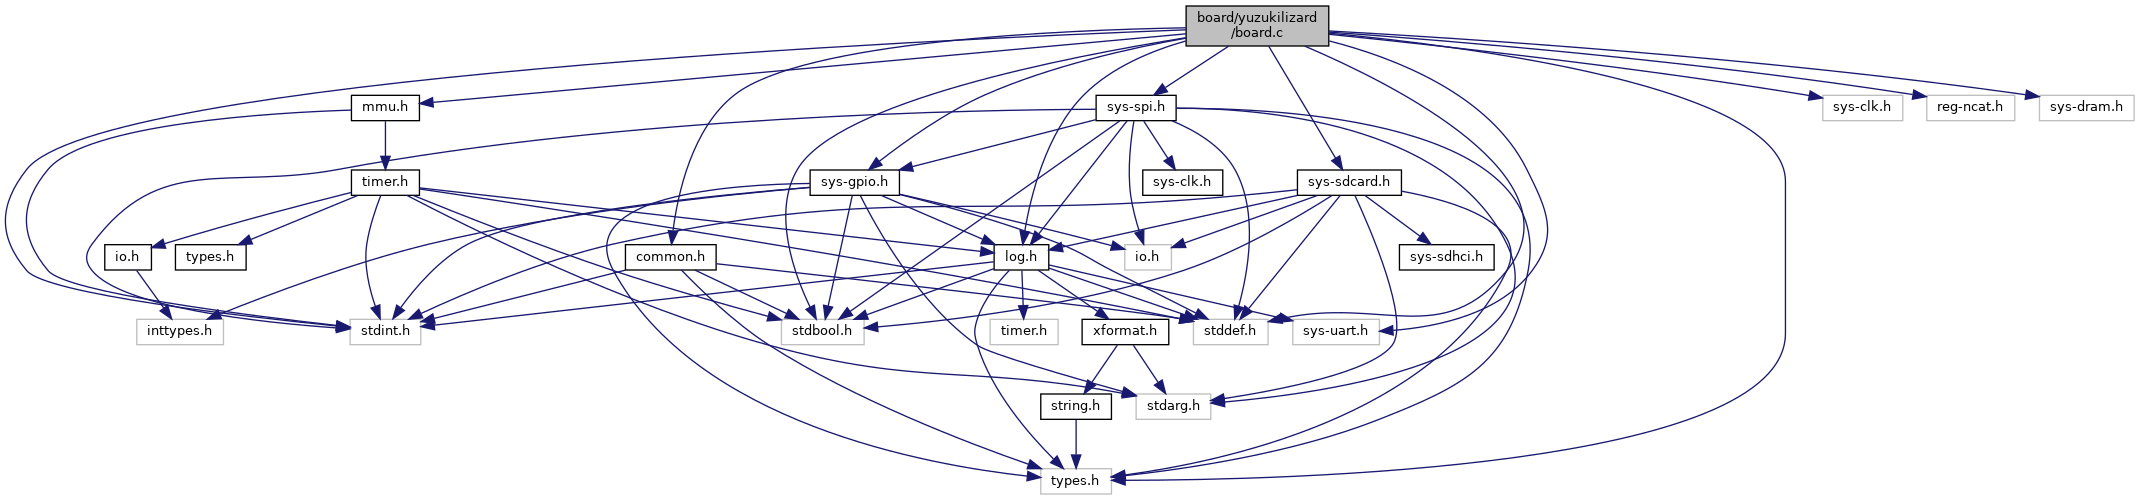 board/yuzukilizard
/board.c
mmu.h
sys-spi.h
sys-clk.h
reg-ncat.h
sys-dram.h
timer.h
sys-gpio.h
sys-clk.h
sys-sdcard.h
io.h
types.h
common.h
log.h
io.h
sys-sdhci.h
inttypes.h
stdint.h
stdbool.h
timer.h
xformat.h
stddef.h
sys-uart.h
string.h
stdarg.h
types.h